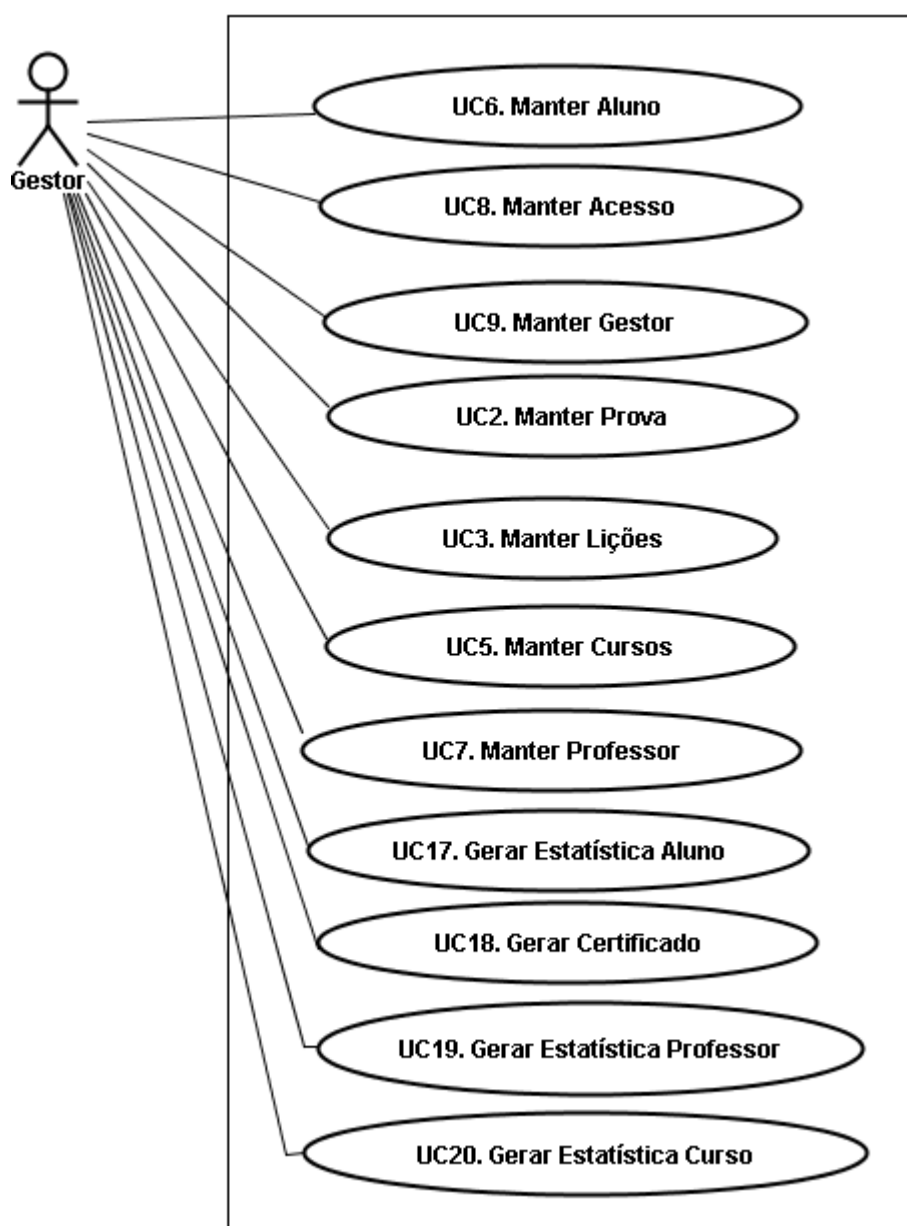 UC6. Manter Aluno
Gestor
UC8. Manter Acesso
UC9. Manter Gestor
UC2. Manter Prova
UC3. Manter Lições
UC5. Manter Cursos
UC7. Manter Professor
UC17. Gerar Estatística Aluno
UC18. Gerar Certificado
UC19. Gerar Estatística Professor
UC20. Gerar Estatística Curso